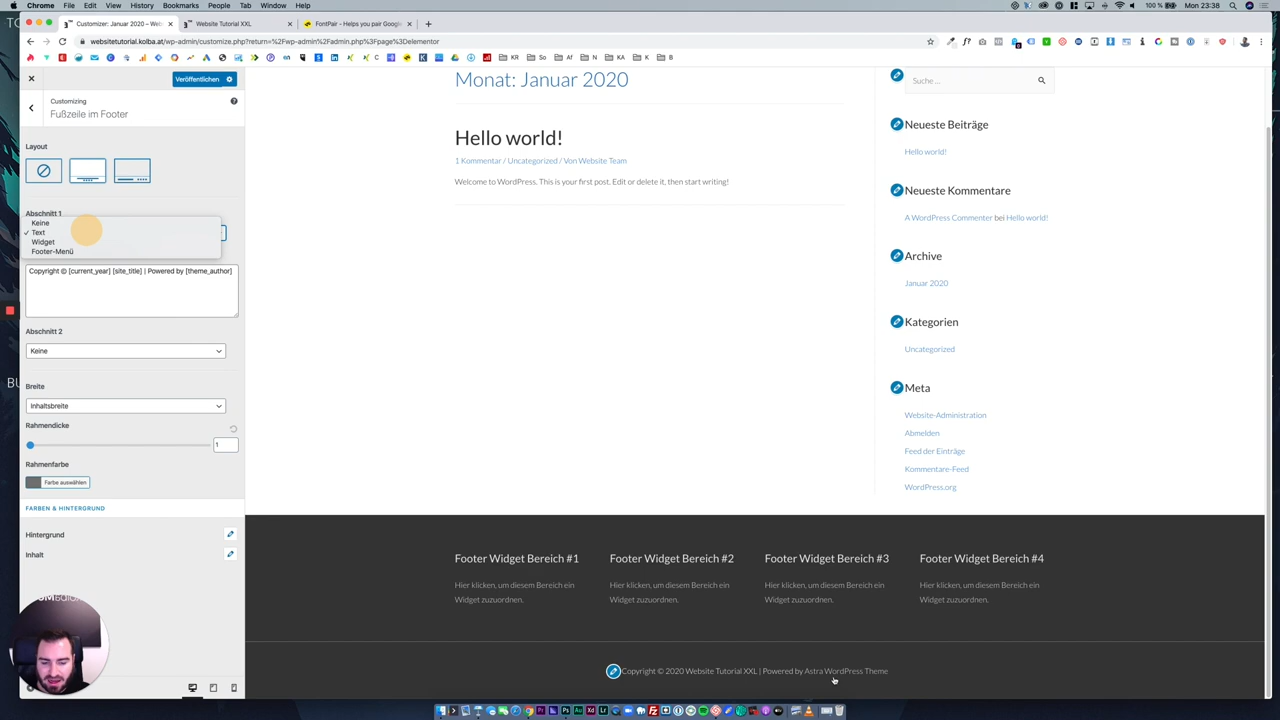 Chrome File Edit View History Bookmarks People Tab Window Help
100 % Mon 23:38
Customizer: Januar 2020 – Web
Website Tutorial XXL
FontPair - Helps you pair Google
websitetutorial.kolba.at/wp-admin/customize.php?return=%2Fwp-admin%2Fadmin.php%3Fpage%3Delementor
KR So Af N KA K B
Veröffentlichen
Customizing
Fußzeile im Footer
Layout
Abschnitt 1
Keine
✓ Text
Widget
Footer-Menü
Copyright © [current_year] [site_title] | Powered by [theme_author]
Abschnitt 2
Keine
Breite
Inhaltsbreite
Rahmendicke
1
Rahmenfarbe
Farbe auswählen
FARBEN & HINTERGRUND
Hintergrund
Inhalt
Monat: Januar 2020
Hello world!
1 Kommentar / Uncategorized / Von Website Team
Welcome to WordPress. This is your first post. Edit or delete it, then start writing!
Suche ...
Neueste Beiträge
Hello world!
Neueste Kommentare
A WordPress Commenter bei Hello world!
Archive
Januar 2020
Kategorien
Uncategorized
Meta
Website-Administration
Abmelden
Feed der Einträge
Kommentare-Feed
WordPress.org
Footer Widget Bereich #1
Hier klicken, um diesem Bereich ein
Widget zuzuordnen.
Footer Widget Bereich #2
Hier klicken, um diesem Bereich ein
Widget zuzuordnen.
Footer Widget Bereich #3
Hier klicken, um diesem Bereich ein
Widget zuzuordnen.
Footer Widget Bereich #4
Hier klicken, um diesem Bereich ein
Widget zuzuordnen.
Copyright © 2020 Website Tutorial XXL | Powered by Astra WordPress Theme